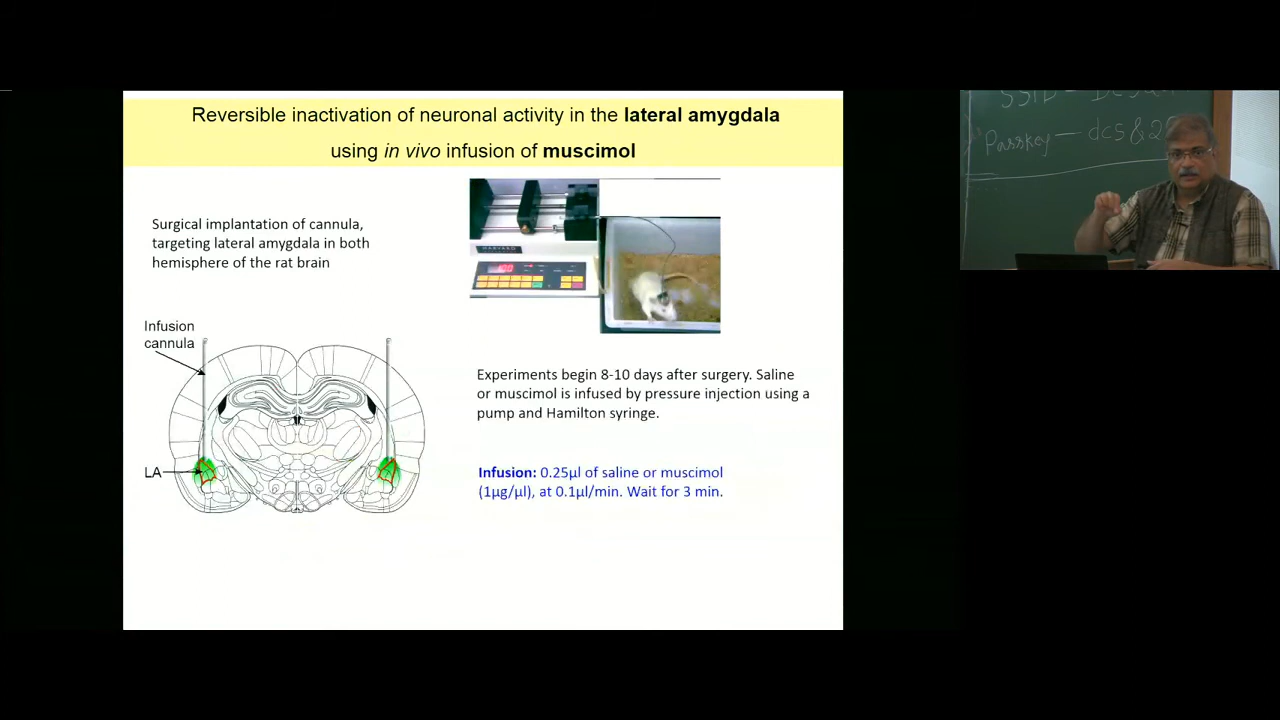 Reversible inactivation of neuronal activity in the lateral amygdala
using in vivo infusion of muscimol
Surgical implantation of cannula,
targeting lateral amygdala in both
hemisphere of the rat brain
HARVARD
Infusion
cannula
LA
Experiments begin 8-10 days after surgery. Saline
or muscimol is infused by pressure injection using a
pump and Hamilton syringe.
Infusion: 0.25µl of saline or muscimol
(1µg/µl), at 0.1µl/min. Wait for 3 min.
Passkey —